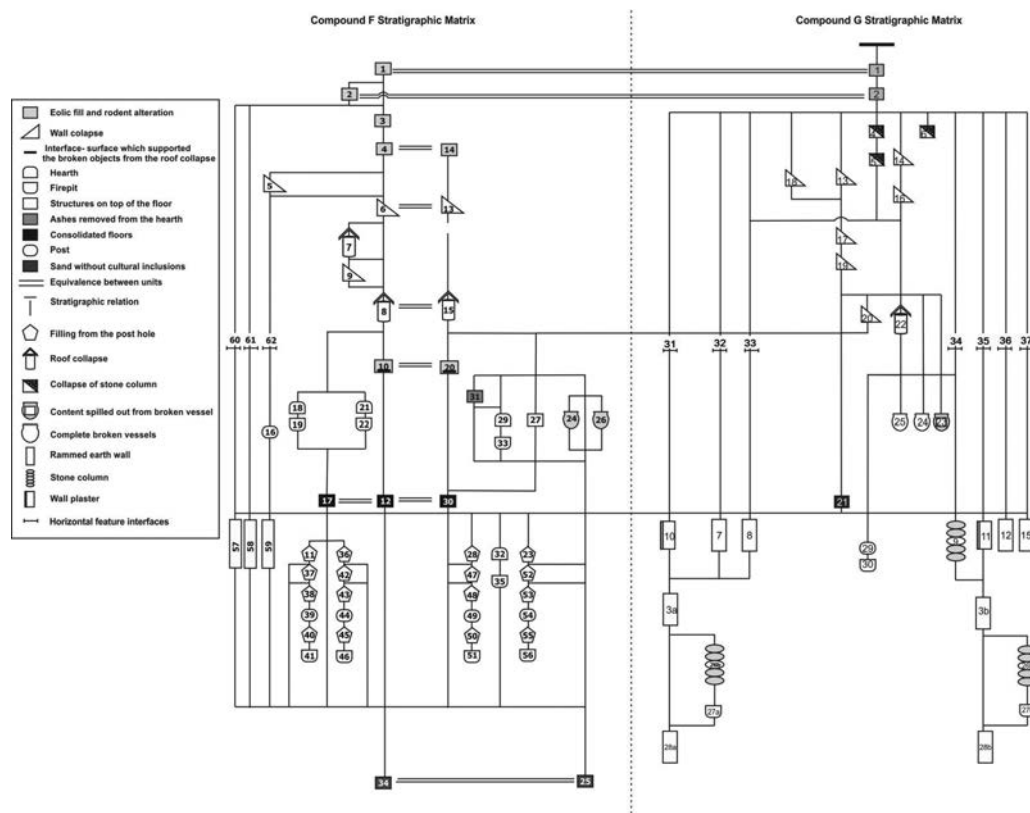 Compound F Stratigraphic Matrix
Compound G Stratigraphic Matrix
Eolic fill and rodent alteration
Wall colapse
Interface- surface which supported
the broken objects from the roof collapse
Hearth
Firepit
Structures on top of the floor
Ashes removed from the hearth
Consolidated floors
Post
Sand without cultural inclusions
Equivalence between units
Stratigraphic relation
Filling from the post hole
Roof collapse
Collapse of stone column
Content spilled out from broken vessel
Complete broken vessels
Rammed earth wall
Stone column
Wall plaster
Horizontal feature interfaces
1 1
2 2
3
4 14
5
6 13
7
9
8 15
10 20
60 61 62
18 21
19 22
16
31
29 27 24 26
33
17 12 30
57 58 59
11 36 28 32 23
37 42 47 35 52
38 43 48 53
39 44 49 54
40 45 50 55
41 46 51 56
34 25
14
18 13
16
17
19
20 22
31 32 33 34 35 36 37
25 24 23
21
10 7 8 9 11 12 15
29
30
3a 3b
27a
28a 28b